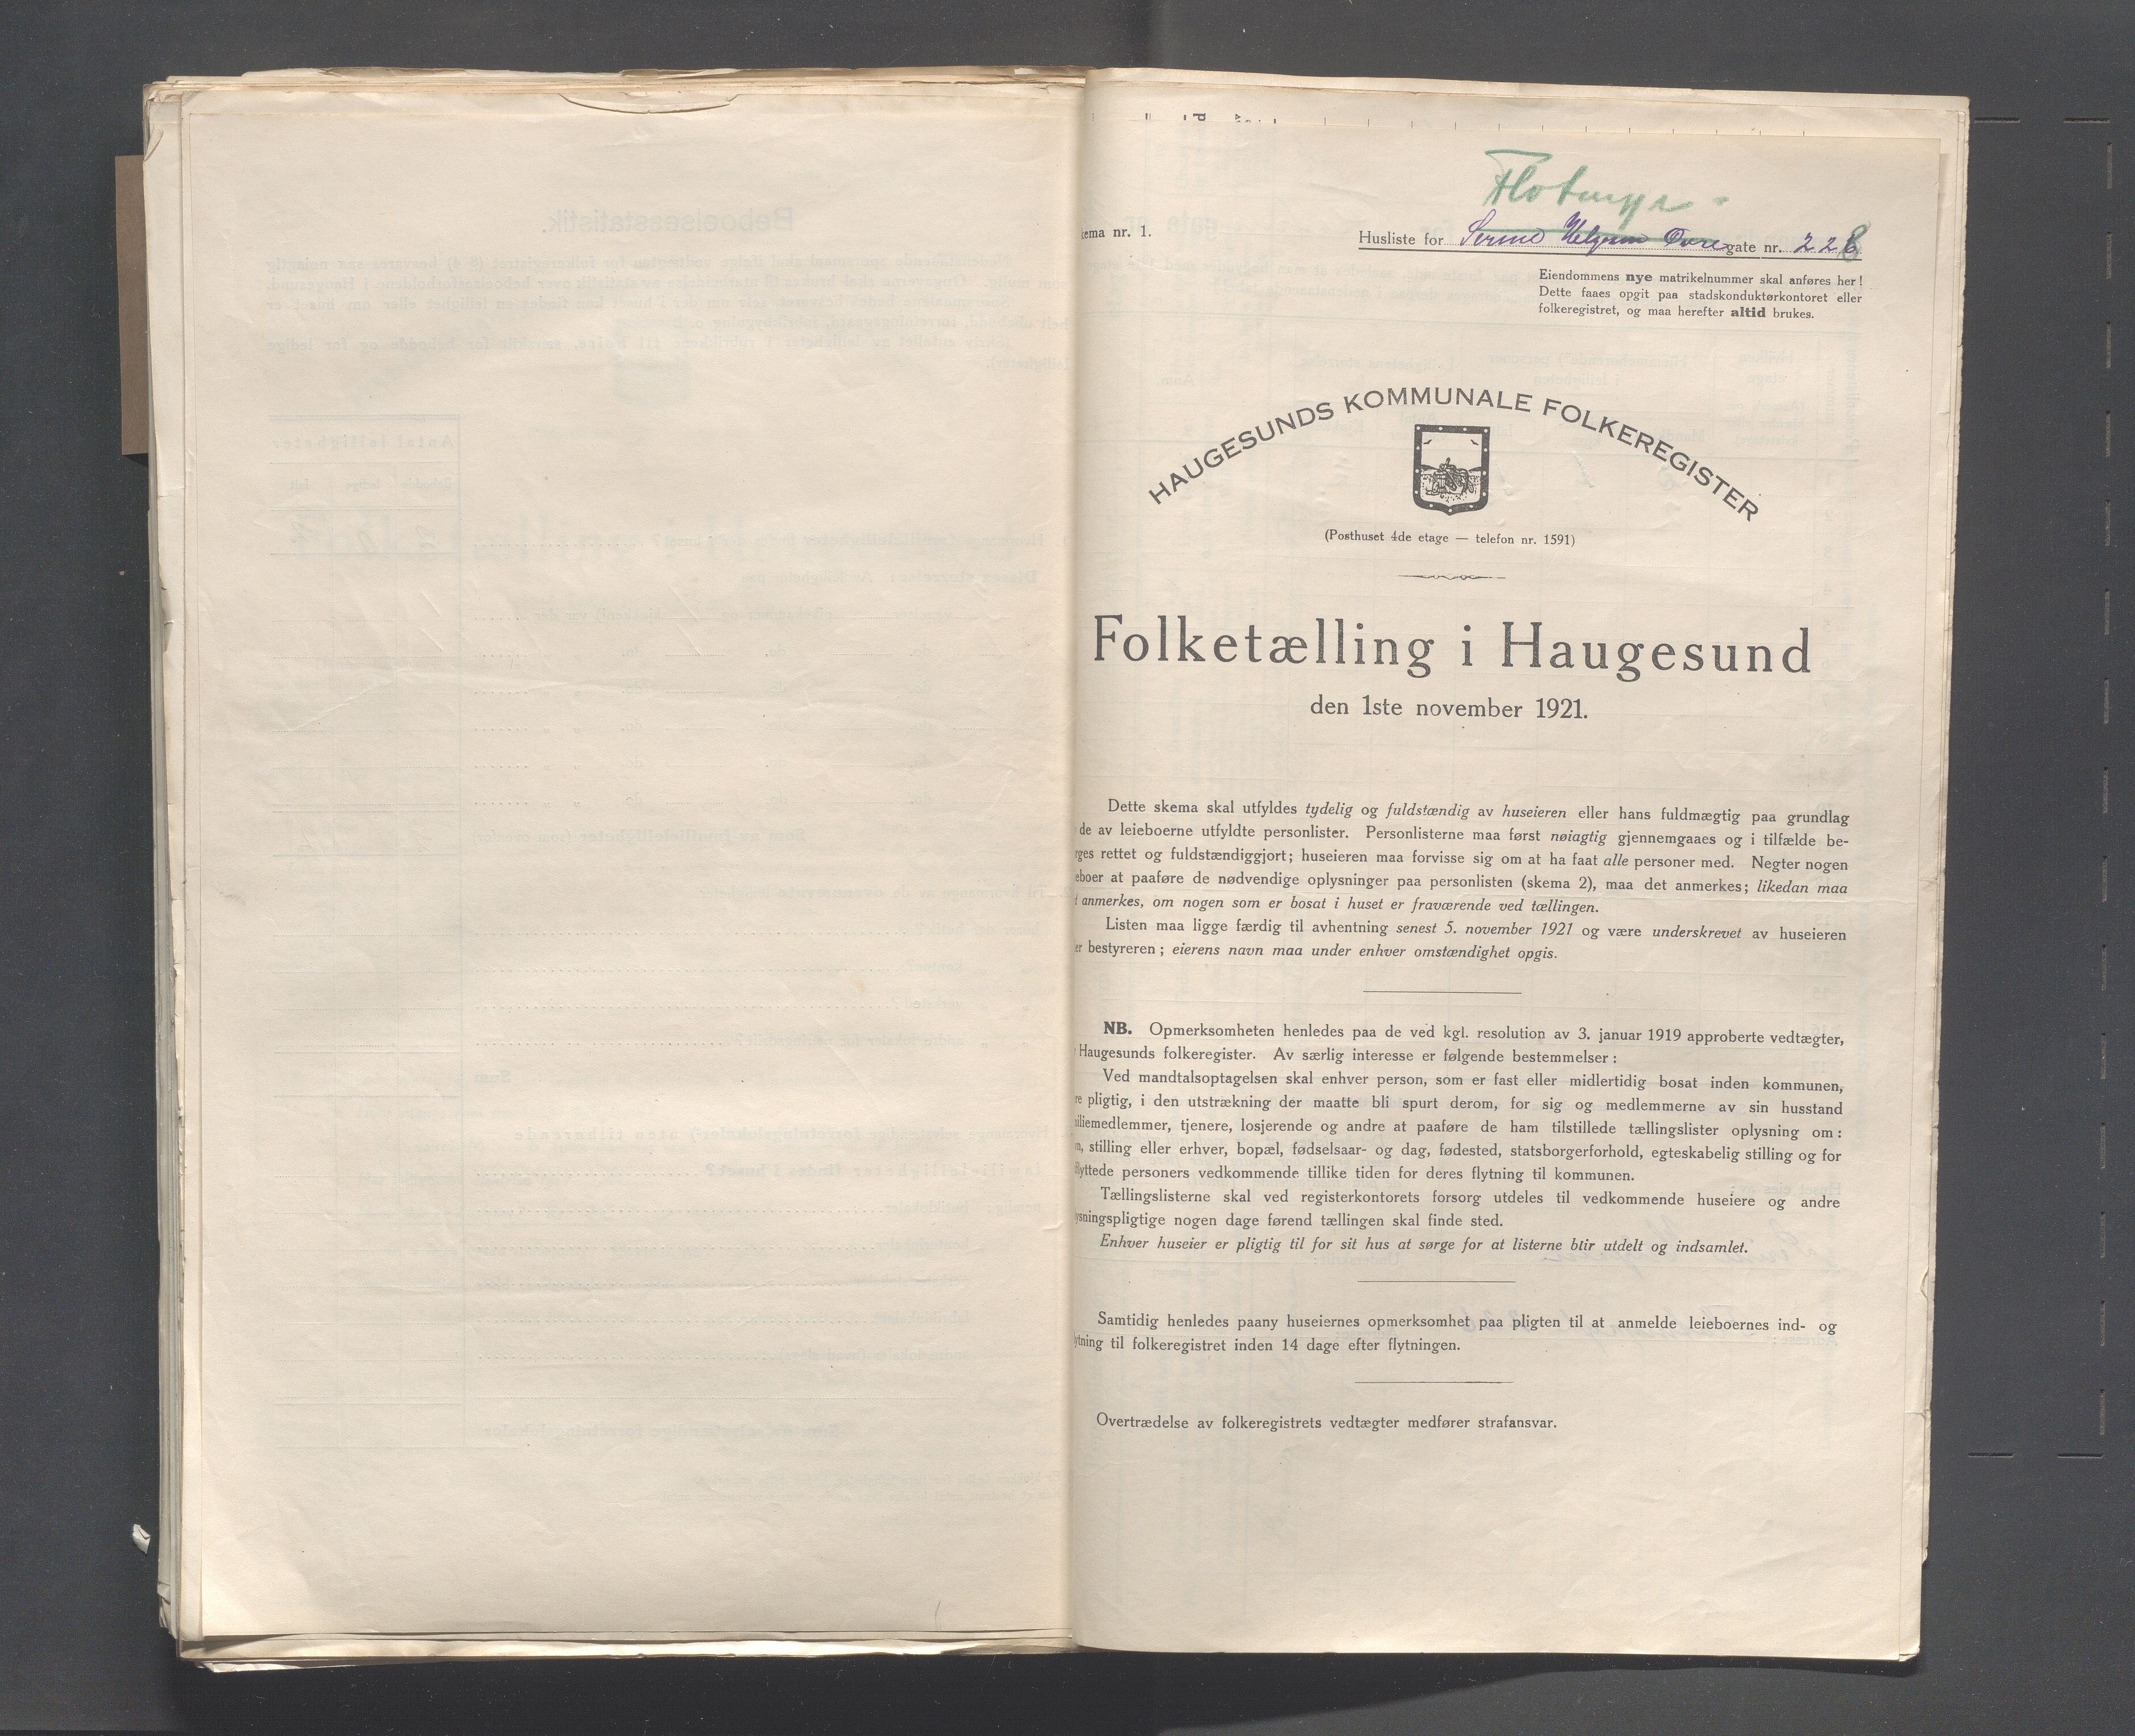 kema nr. 1.
Husliste for Helgesen Øvregate nr. 22
Eiendommens nye matrikelnummer skal anføres her!
Dette faaes opgit paa stadskonduktørkontoret eller
folkeregistret, og maa herefter altid brukes.
HAUGESUNDS KOMMUNALE FOLKEREGISTER
(Posthuset 4de etage — telefon nr. 1591)
Folketælling i Haugesund
den 1ste november 1921.
Dette skema skal utfyldes tydelig og fuldstændig av huseieren eller hans fuldmægtig paa grundlag
de av leieboerne utfyldte personlister. Personlisterne maa først nøiagtig gjennemgaaes og i tilfælde be-
rges rettet og fuldstændiggjort; huseieren maa forvisse sig om at ha faat alle personer med. Negter nogen
eboer at paaføre de nødvendige oplysninger paa personlisten (skema 2), maa det anmerkes; likedan maa
t anmerkes, om nogen som er bosat i huset er fraværende ved tællingen.
Listen maa ligge færdig til avhentning senest 5. november 1921 og være underskrevet av huseieren
er bestyreren; eierens navn maa under enhver omstændighet opgis.
NB. Opmerksomheten henledes paa de ved kgl. resolution av 3. januar 1919 approberte vedtægter,
Haugesunds folkeregister. Av særlig interesse er følgende bestemmelser:
Ved mandtalsoptagelsen skal enhver person, som er fast eller midlertidig bosat inden kommunen,
re pligtig, i den utstrækning der maatte bli spurt derom, for sig og medlemmerne av sin husstand
iliemedlemmer, tjenere, losjerende og andre at paaføre de ham tilstillede tællingslister oplysning om:
n, stilling eller erhver, bopæl, fødselsaar- og dag, fødested, statsborgerforhold, egteskabelig stilling og for
lyttede personers vedkommende tillike tiden for deres flytning til kommunen.
Tællingslisterne skal ved registerkontorets forsorg utdeles til vedkommende huseiere og andre
ysningspligtige nogen dage førend tællingen skal finde sted.
Enhver huseier er pligtig til for sit hus at sørge for at listerne blir utdelt og indsamlet.
Samtidig henledes paany huseiernes opmerksomhet paa pligten til at anmelde leieboernes ind- og
ytning til folkeregistret inden 14 dage efter flytningen.
Overtrædelse av folkeregistrets vedtægter medfører strafansvar.